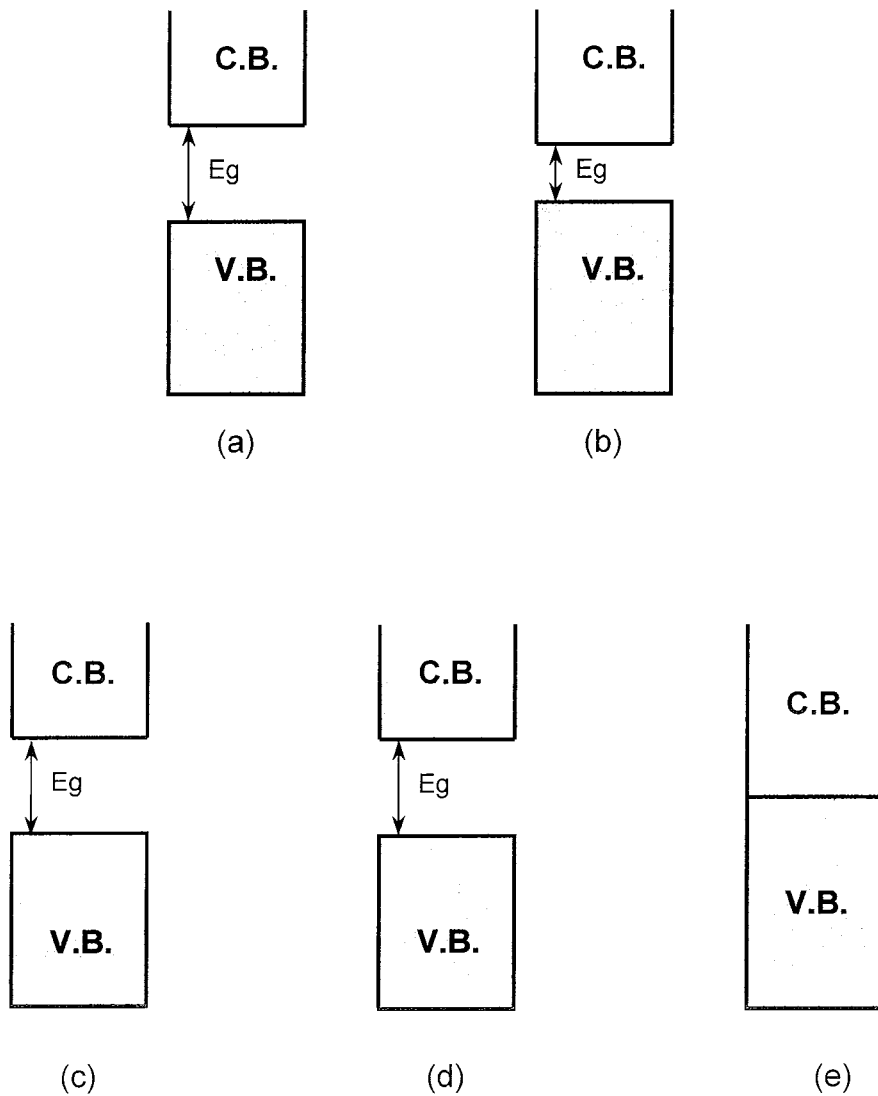 C.B. C.B.
Eg Eg
V.B. V.B.
(a) (b)
C.B. C.B. C.B.
Eg Eg
V.B. V.B. V.B.
(c) (d) (e)